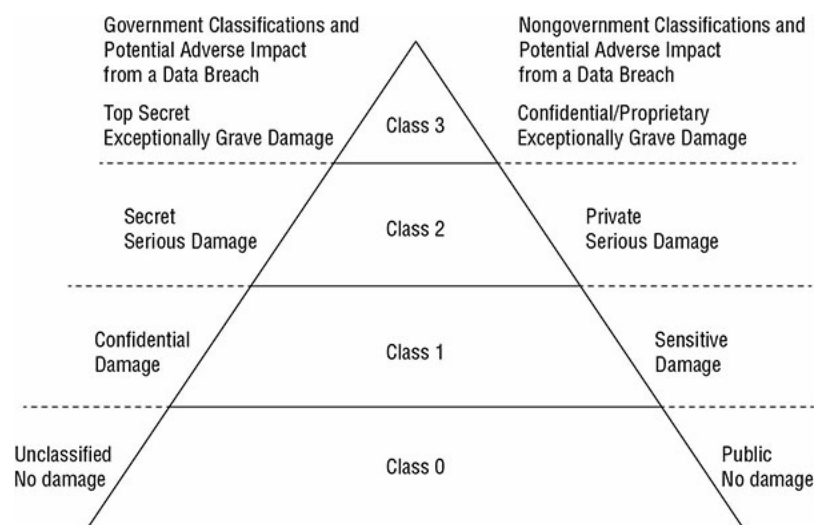 Government Classifications and
Potential Adverse Impact
from a Data Breach
Nongovernment Classifications and
Potential Adverse Impact
from a Data Breach
Top Secret
Exceptionally Grave Damage
Class 3
Confidential/Proprietary
Exceptionally Grave Damage
Secret
Serious Damage
Class 2
Private
Serious Damage
Confidential
Damage
Class 1
Sensitive
Damage
Unclassified
No damage
Class 0
Public
No damage